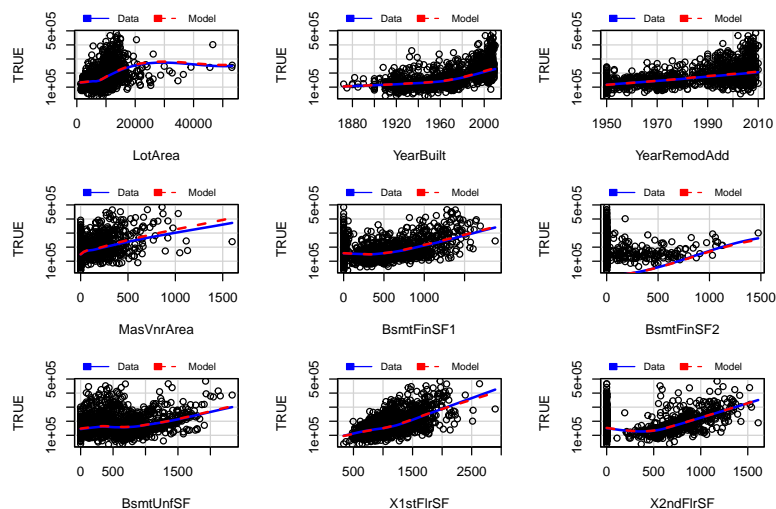 Data Model Data Model Data Model
TRUE 5e+05 1e+05 TRUE 5e+05 1e+05 TRUE 5e+05 1e+05
0 20000 40000 1880 1920 1960 2000 1950 1970 1990 2010
LotArea YearBuilt YearRemodAdd
Data Model Data Model Data Model
TRUE 5e+05 1e+05 TRUE 5e+05 1e+05 TRUE 5e+05 1e+05
0 500 1000 1500 0 500 1000 0 500 1000 1500
MasVnrArea BsmtFinSF1 BsmtFinSF2
Data Model Data Model Data Model
TRUE 5e+05 1e+05 TRUE 5e+05 1e+05 TRUE 5e+05 1e+05
0 500 1500 500 1500 2500 0 500 1000 1500
BsmtUnfSF X1stFlrSF X2ndFlrSF